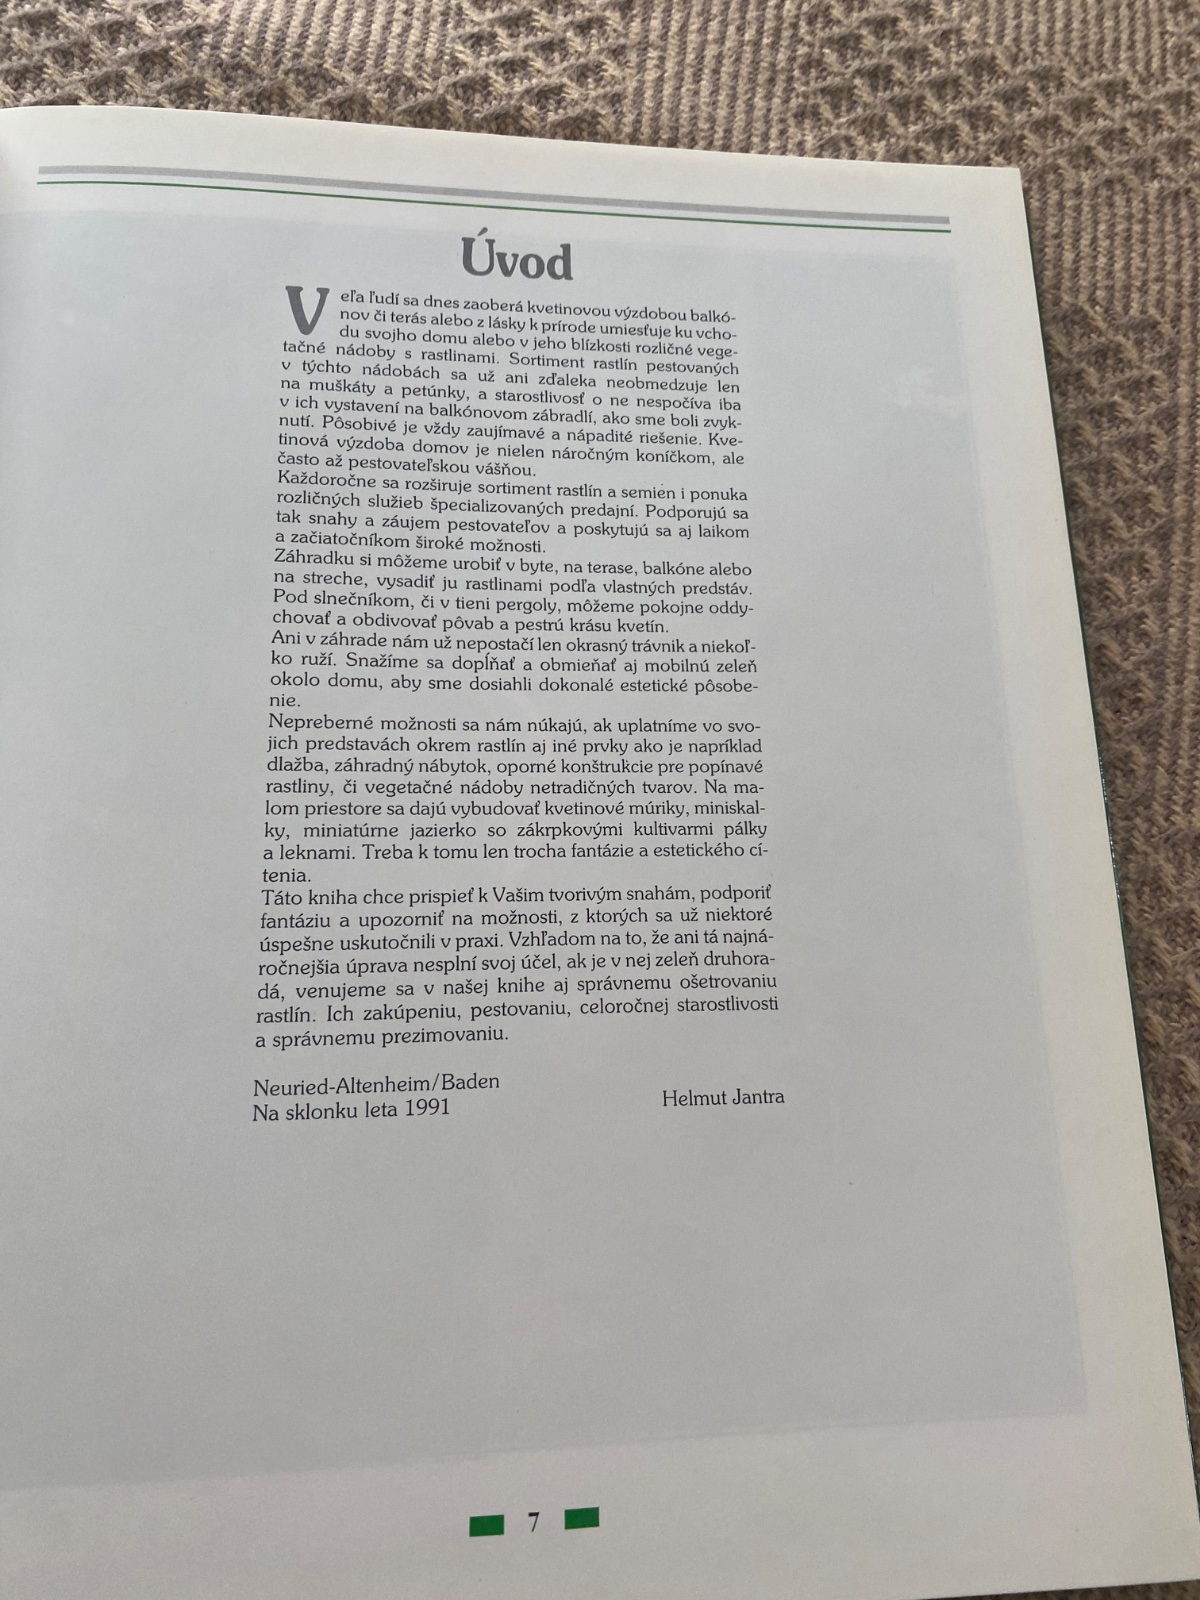 Úvod
Veľa ľudí sa dnes zaoberá kvetinovou výzdobou balkó-
nov či terás alebo z lásky k prírode umiesťuje ku vcho-
du svojho domu alebo v jeho blízkosti rozličné vege-
tačné nádoby s rastlinami. Sortiment rastlín pestovaných
v týchto nádobách sa už ani zďaleka neobmedzuje len
na muškáty a petúnky, a starostlivosť o ne nespočíva iba
v ich vystavení na balkónovom zábradlí, ako sme boli zvyk-
nutí. Pôsobivé je vždy zaujímavé a nápadité riešenie. Kve-
tinová výzdoba domov je nielen náročným koníčkom, ale
často až pestovateľskou vášňou.
Každoročne sa rozširuje sortiment rastlín a semien i ponuka
rozličných služieb špecializovaných predajní. Podporujú sa
tak snahy a záujem pestovateľov a poskytujú sa aj laikom
a začiatočníkom široké možnosti.
Záhradku si môžeme urobiť v byte, na terase, balkóne alebo
na streche, vysadiť ju rastlinami podľa vlastných predstáv.
Pod slnečníkom, či v tieni pergoly, môžeme pokojne oddy-
chovať a obdivovať pôvab a pestrú krásu kvetín.
Ani v záhrade nám už nepostačí len okrasný trávnik a niekoľ-
ko ruží. Snažíme sa dopĺňať a obmieňať aj mobilnú zeleň
okolo domu, aby sme dosiahli dokonalé estetické pôsobe-
nie.
Nepreberné možnosti sa nám núkajú, ak uplatníme vo svo-
jich predstavách okrem rastlín aj iné prvky ako je napríklad
dlažba, záhradný nábytok, oporné konštrukcie pre popínavé
rastliny, či vegetačné nádoby netradičných tvarov. Na ma-
lom priestore sa dajú vybudovať kvetinové múriky, miniskal-
ky, miniatúrne jazierko so zákrpkovými kultivarmi pálky
a leknami. Treba k tomu len trocha fantázie a estetického cí-
tenia.
Táto kniha chce prispieť k Vašim tvorivým snahám, podporiť
fantáziu a upozorniť na možnosti, z ktorých sa už niektoré
úspešne uskutočnili v praxi. Vzhľadom na to, že ani tá najná-
ročnejšia úprava nesplní svoj účel, ak je v nej zeleň druhora-
dá, venujeme sa v našej knihe aj správnemu ošetrovaniu
rastlín. Ich zakúpeniu, pestovaniu, celoročnej starostlivosti
a správnemu prezimovaniu.
Neuried-Altenheim/Baden
Na sklonku leta 1991
Helmut Jantra
7